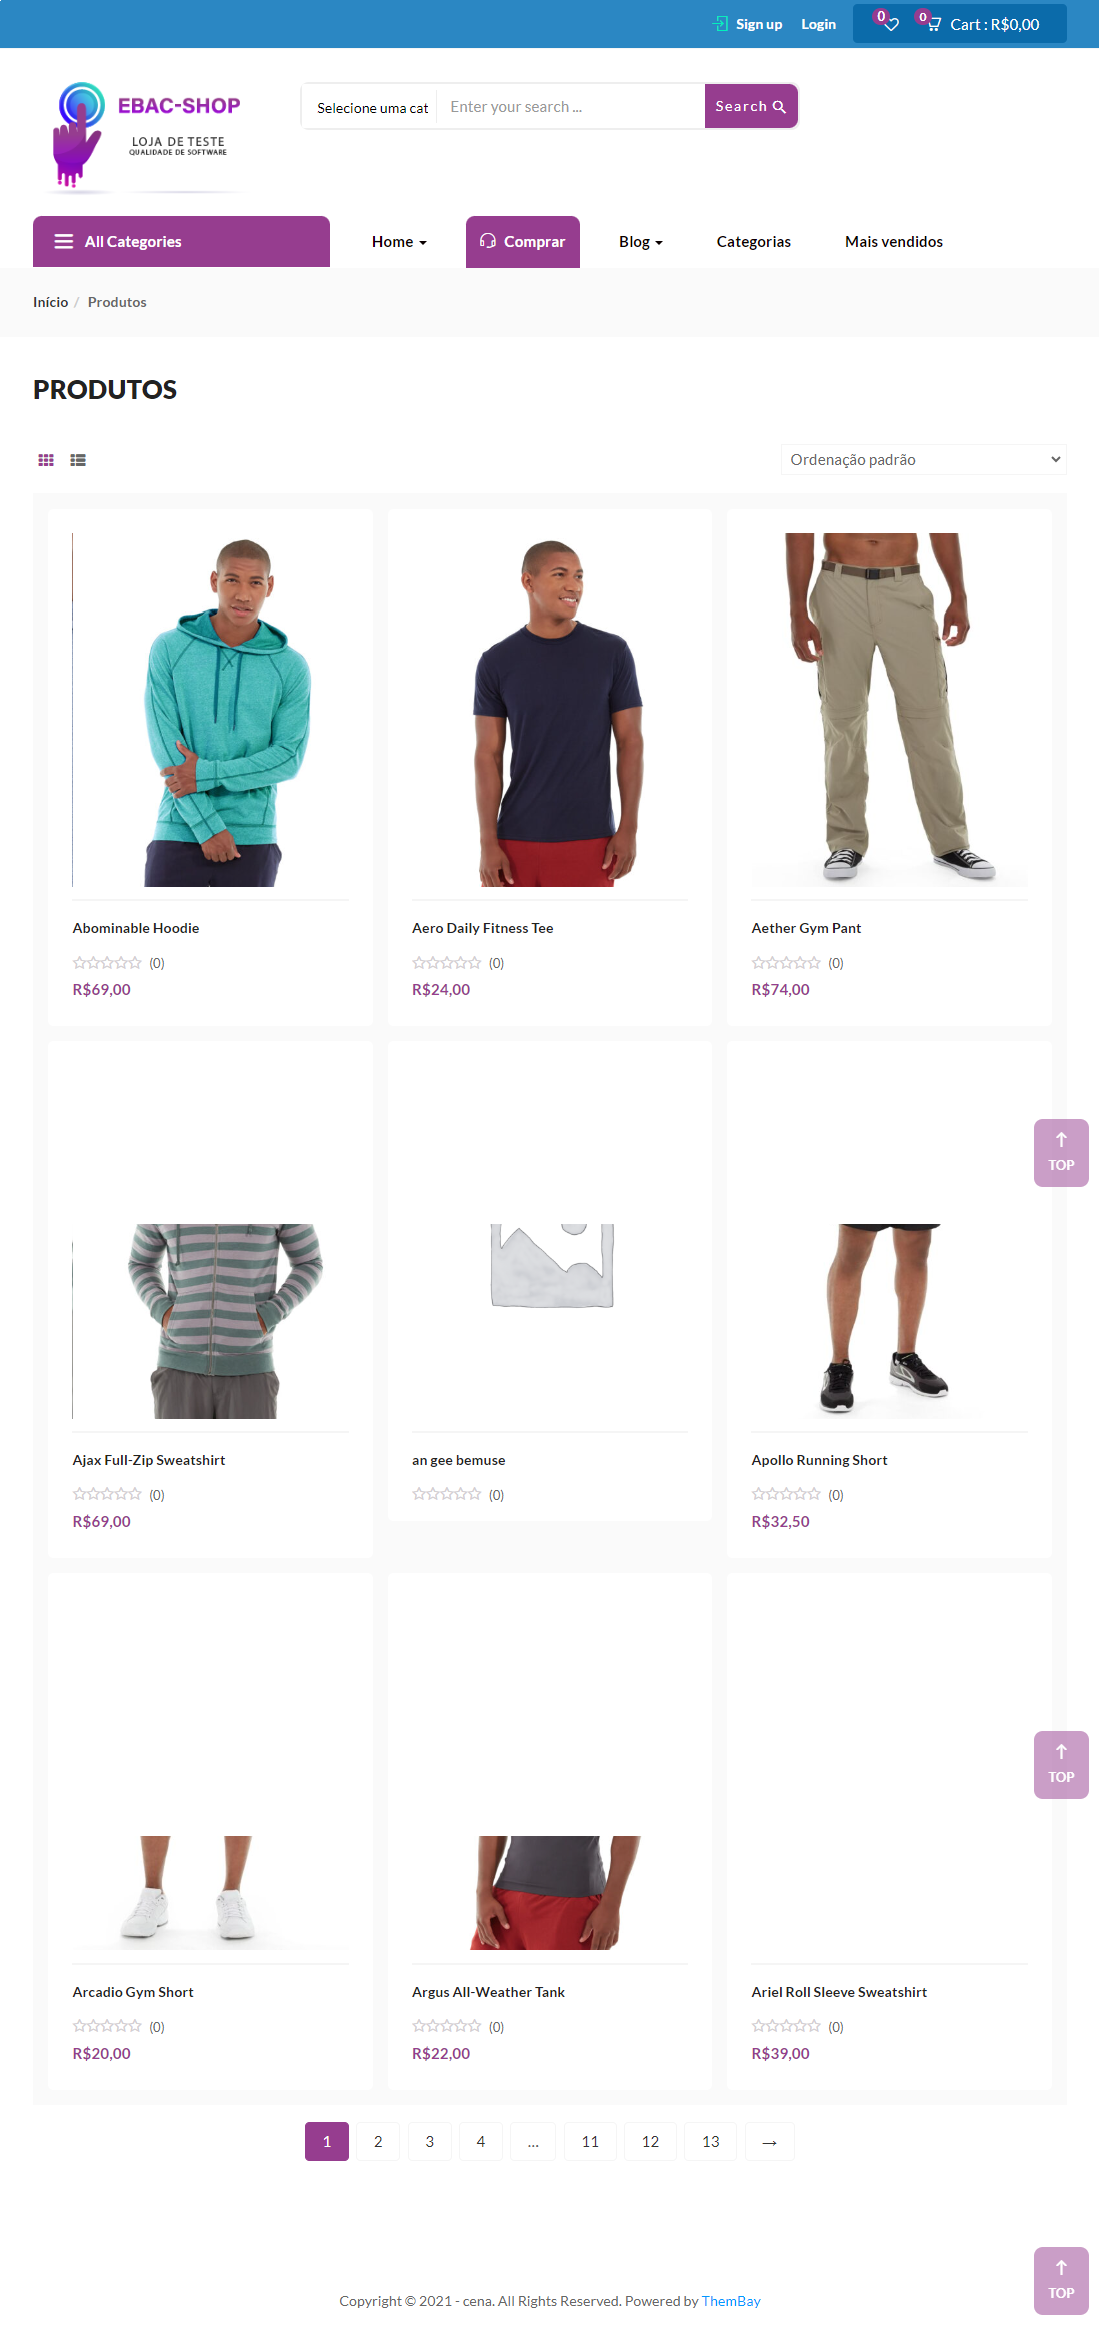 Sign up Login 0 0 Cart : R$0,00
EBAC-SHOP
LOJA DE TESTE
QUALIDADE DE SOFTWARE
Selecione uma cat Enter your search ... Search
All Categories Home Comprar Blog Categorias Mais vendidos
Início / Produtos
PRODUTOS
Ordenação padrão
Abominable Hoodie Aero Daily Fitness Tee Aether Gym Pant
(0) (0) (0)
R$69,00 R$24,00 R$74,00
TOP
Ajax Full-Zip Sweatshirt an gee bemuse Apollo Running Short
(0) (0) (0)
R$69,00 R$32,50
TOP
Arcadio Gym Short Argus All-Weather Tank Ariel Roll Sleeve Sweatshirt
(0) (0) (0)
R$20,00 R$22,00 R$39,00
1 2 3 4 … 11 12 13 →
TOP
Copyright © 2021 - cena. All Rights Reserved. Powered by ThemBay